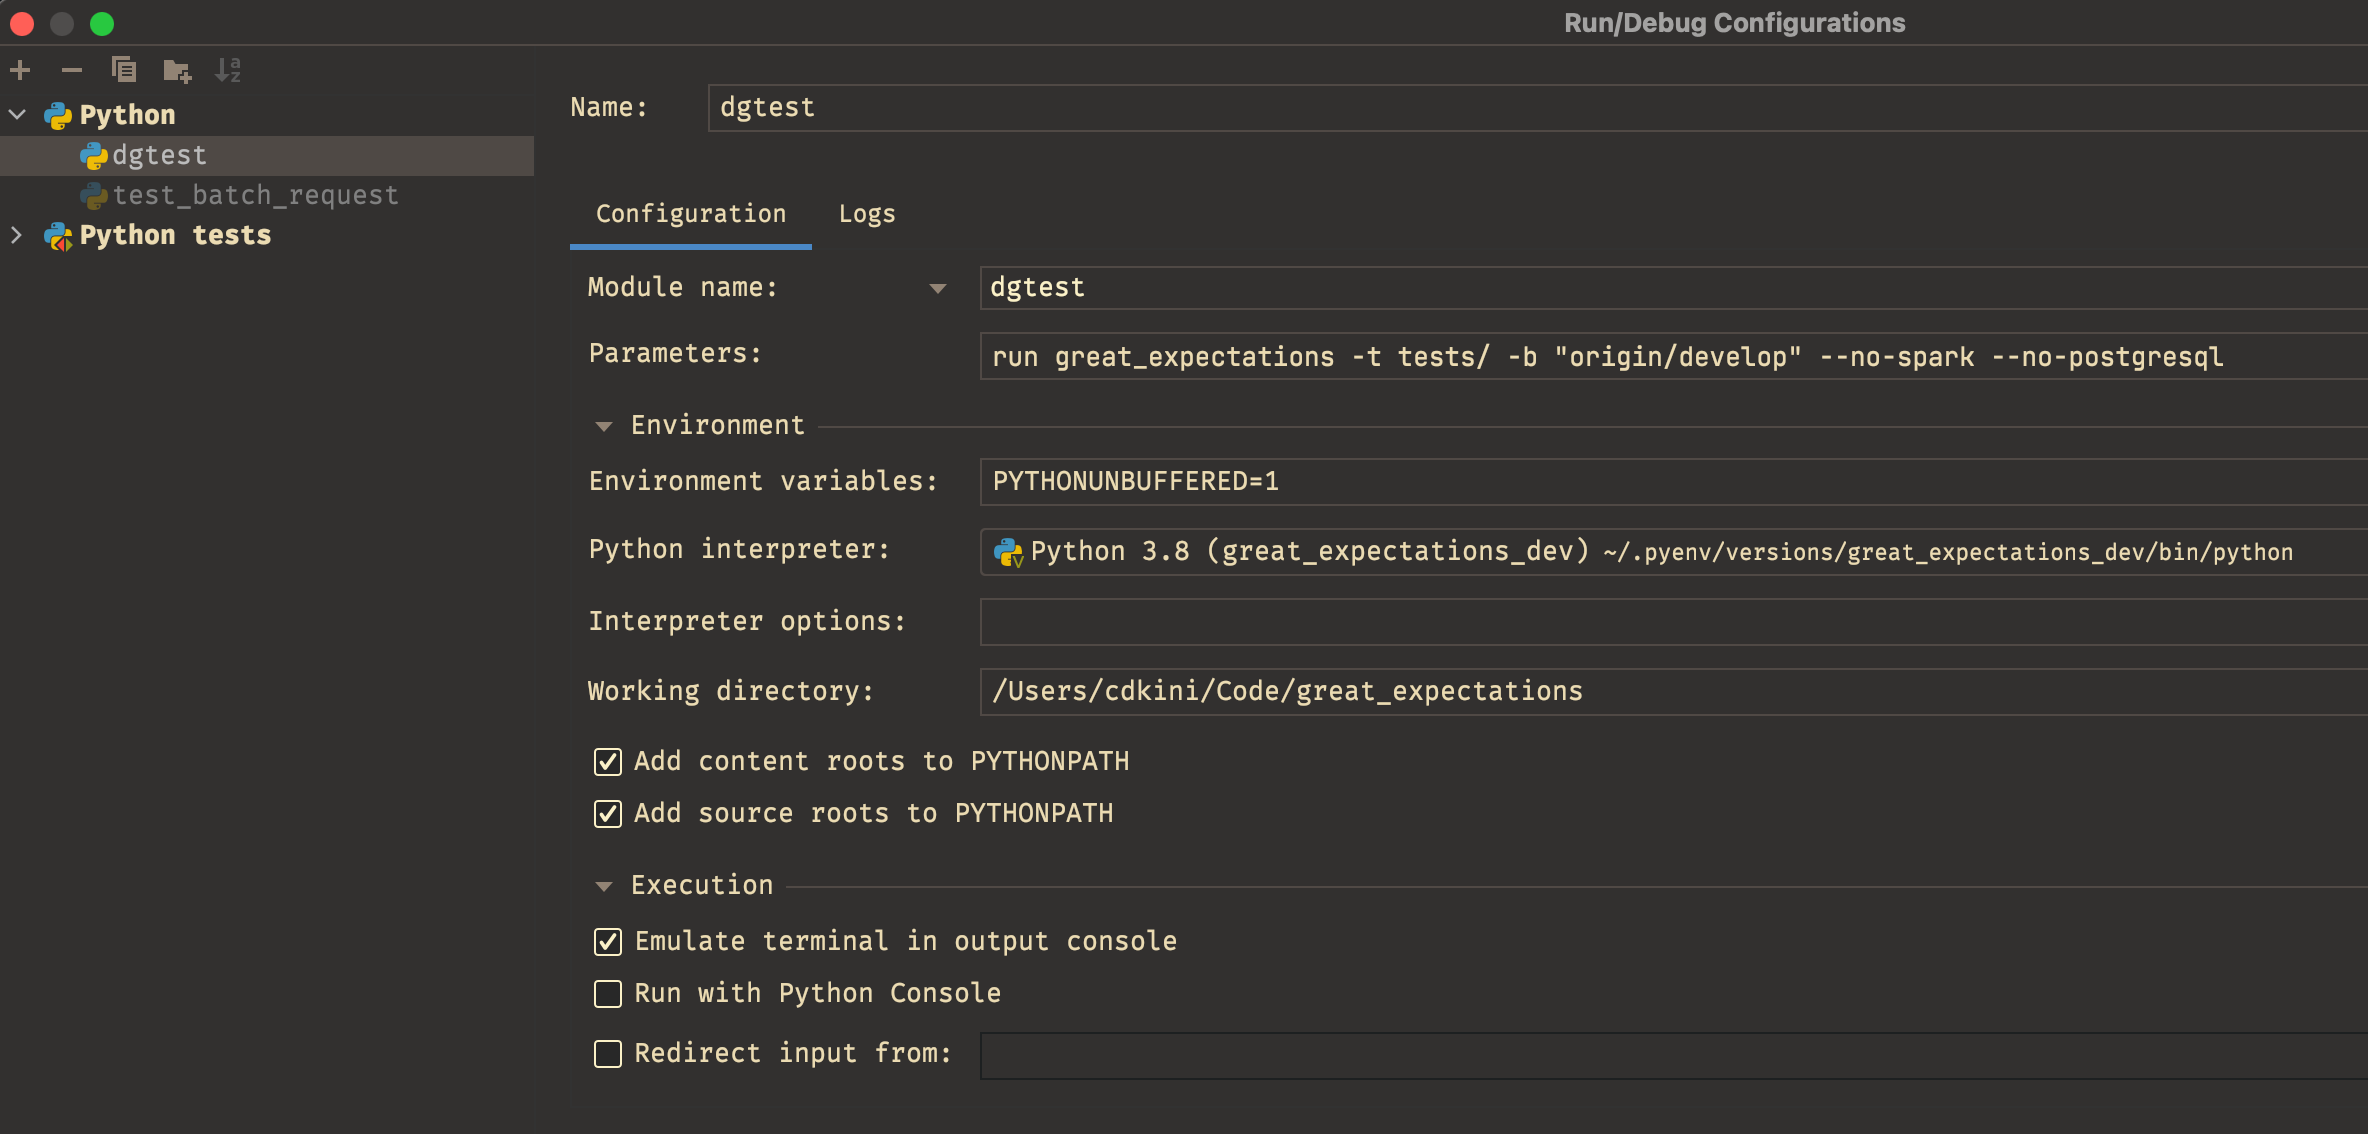 Run/Debug Configurations
Python
dgtest
test_batch_request
Python tests
Name: dgtest
Configuration Logs
Module name: dgtest
Parameters: run great_expectations -t tests/ -b "origin/develop" --no-spark --no-postgresql
Environment
Environment variables: PYTHONUNBUFFERED=1
Python interpreter: Python 3.8 (great_expectations_dev) ~/.pyenv/versions/great_expectations_dev/bin/python
Interpreter options:
Working directory: /Users/cdkini/Code/great_expectations
Add content roots to PYTHONPATH
Add source roots to PYTHONPATH
Execution
Emulate terminal in output console
Run with Python Console
Redirect input from: